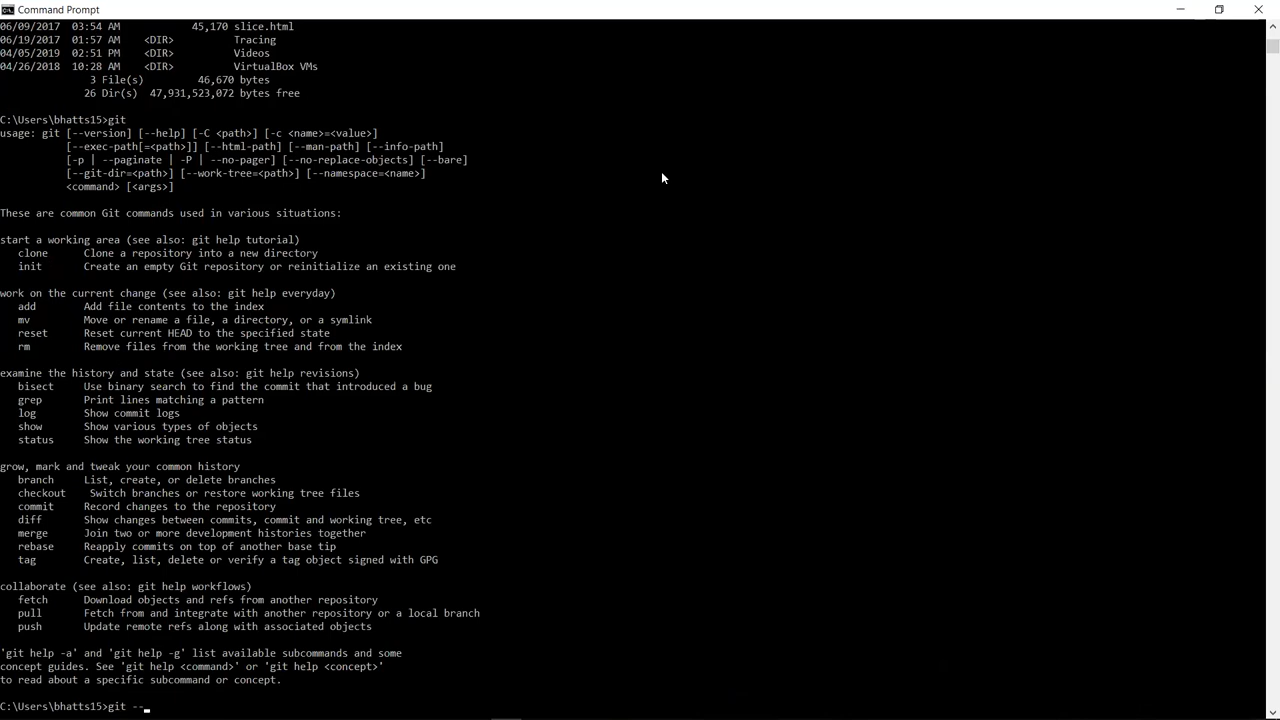 Command Prompt
06/09/2017  03:54 AM            45,170 slice.html
06/19/2017  01:57 AM    <DIR>          Tracing
04/05/2019  02:51 PM    <DIR>          Videos
04/26/2018  10:28 AM    <DIR>          VirtualBox VMs
               3 File(s)         46,670 bytes
              26 Dir(s)  47,931,523,072 bytes free

C:\Users\bhatts15>git
usage: git [--version] [--help] [-C <path>] [-c <name>=<value>]
           [--exec-path[=<path>]] [--html-path] [--man-path] [--info-path]
           [-p | --paginate | -P | --no-pager] [--no-replace-objects] [--bare]
           [--git-dir=<path>] [--work-tree=<path>] [--namespace=<name>]
           <command> [<args>]

These are common Git commands used in various situations:

start a working area (see also: git help tutorial)
   clone      Clone a repository into a new directory
   init       Create an empty Git repository or reinitialize an existing one

work on the current change (see also: git help everyday)
   add        Add file contents to the index
   mv         Move or rename a file, a directory, or a symlink
   reset      Reset current HEAD to the specified state
   rm         Remove files from the working tree and from the index

examine the history and state (see also: git help revisions)
   bisect     Use binary search to find the commit that introduced a bug
   grep       Print lines matching a pattern
   log        Show commit logs
   show       Show various types of objects
   status     Show the working tree status

grow, mark and tweak your common history
   branch     List, create, or delete branches
   checkout    Switch branches or restore working tree files
   commit     Record changes to the repository
   diff       Show changes between commits, commit and working tree, etc
   merge      Join two or more development histories together
   rebase     Reapply commits on top of another base tip
   tag        Create, list, delete or verify a tag object signed with GPG

collaborate (see also: git help workflows)
   fetch      Download objects and refs from another repository
   pull       Fetch from and integrate with another repository or a local branch
   push       Update remote refs along with associated objects

'git help -a' and 'git help -g' list available subcommands and some
concept guides. See 'git help <command>' or 'git help <concept>'
to read about a specific subcommand or concept.

C:\Users\bhatts15>git --_